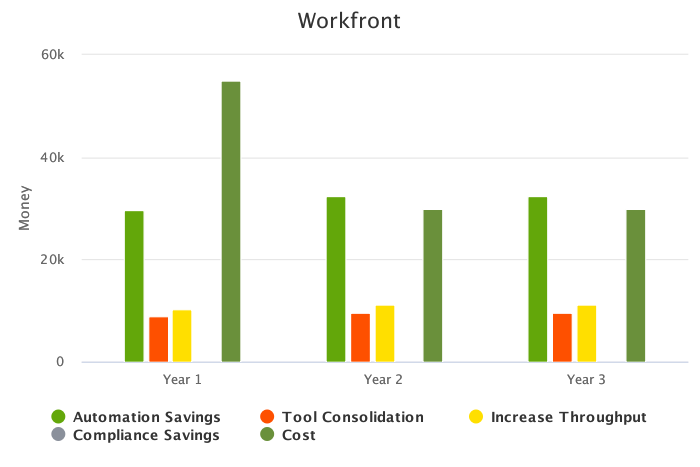 Workfront
60k
40k
20k
0
Money
Year 1 Year 2 Year 3
Automation Savings Tool Consolidation Increase Throughput
Compliance Savings Cost